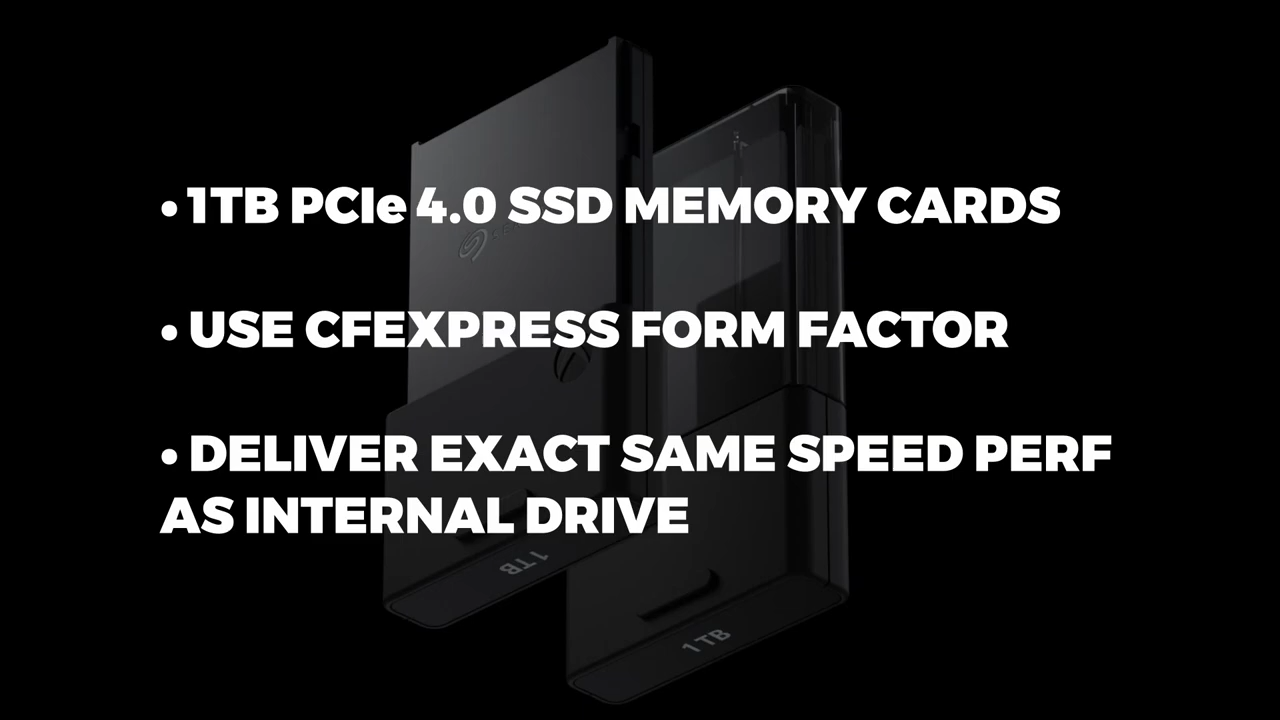 • 1TB PCIe 4.0 SSD MEMORY CARDS
• USE CFEXPRESS FORM FACTOR
• DELIVER EXACT SAME SPEED PERF
AS INTERNAL DRIVE
1TB
1TB